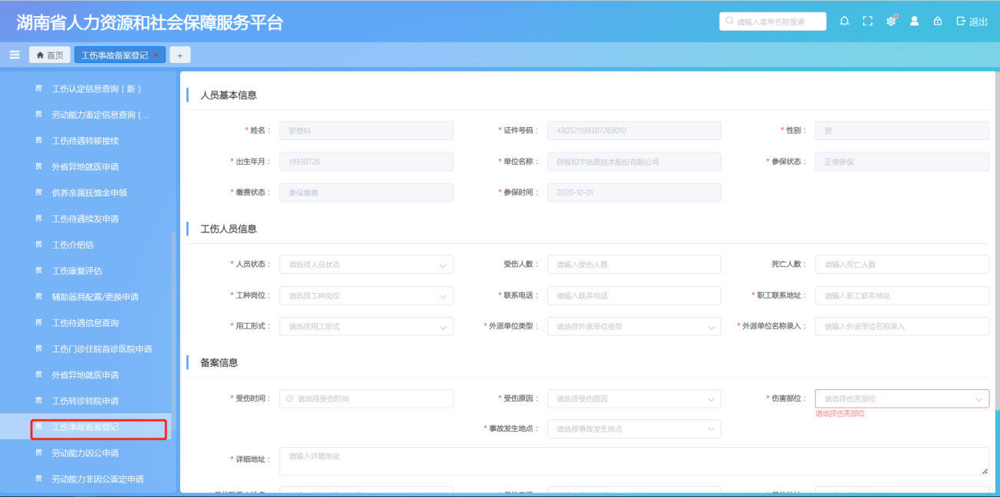 湖南省人力资源和社会保障服务平台
请输入菜单名称搜索
退出
首页
工伤事故备案登记 ×
+
工伤认定信息查询（新）
劳动能力鉴定信息查询（...
工伤待遇转移接续
外省异地就医申请
供养亲属抚恤金申领
工伤待遇续发申请
工伤介绍信
工伤康复评估
辅助器具配置/更换申请
工伤待遇信息查询
工伤门诊住院首诊医院申请
外省异地就医申请
工伤转诊转院申请
工伤事故备案登记
劳动能力因公申请
劳动能力非因公鉴定申请
人员基本信息
* 姓名： 罗登科 * 证件号码： 430521199307268010 * 性别： 男
* 出生年月： 19930726 * 单位名称： 创智和宇信息技术股份有限公司 * 参保状态： 正常参保
* 缴费状态： 参保缴费 * 参保时间： 2020-10-01
工伤人员信息
* 人员状态： 请选择人员状态 受伤人数： 请输入受伤人数 死亡人数： 请输入死亡人数
* 工种岗位： 请选择工种岗位 * 联系电话： 请输入联系电话 * 职工联系地址： 请输入职工联系地址
* 用工形式： 请选择用工形式 * 外派单位类型： 请选择外派单位类型 * 外派单位名称录入： 请输入外派单位名称录入
备案信息
* 受伤时间： 请选择受伤时间 * 受伤原因： 请选择受伤原因 * 伤害部位： 请选择伤害部位
请选择伤害部位
* 事故发生地点： 请选择事故发生地点
* 详细地址： 请输入详细地址